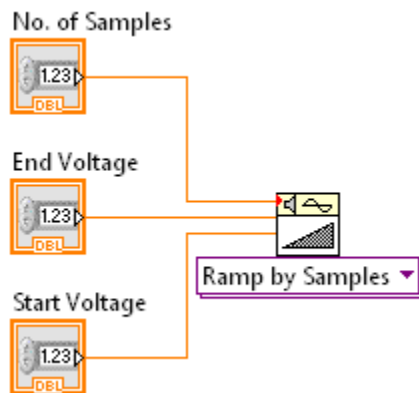 No. of Samples
1.23
DBL
End Voltage
1.23
DBL
Ramp by Samples
Start Voltage
1.23
DBL